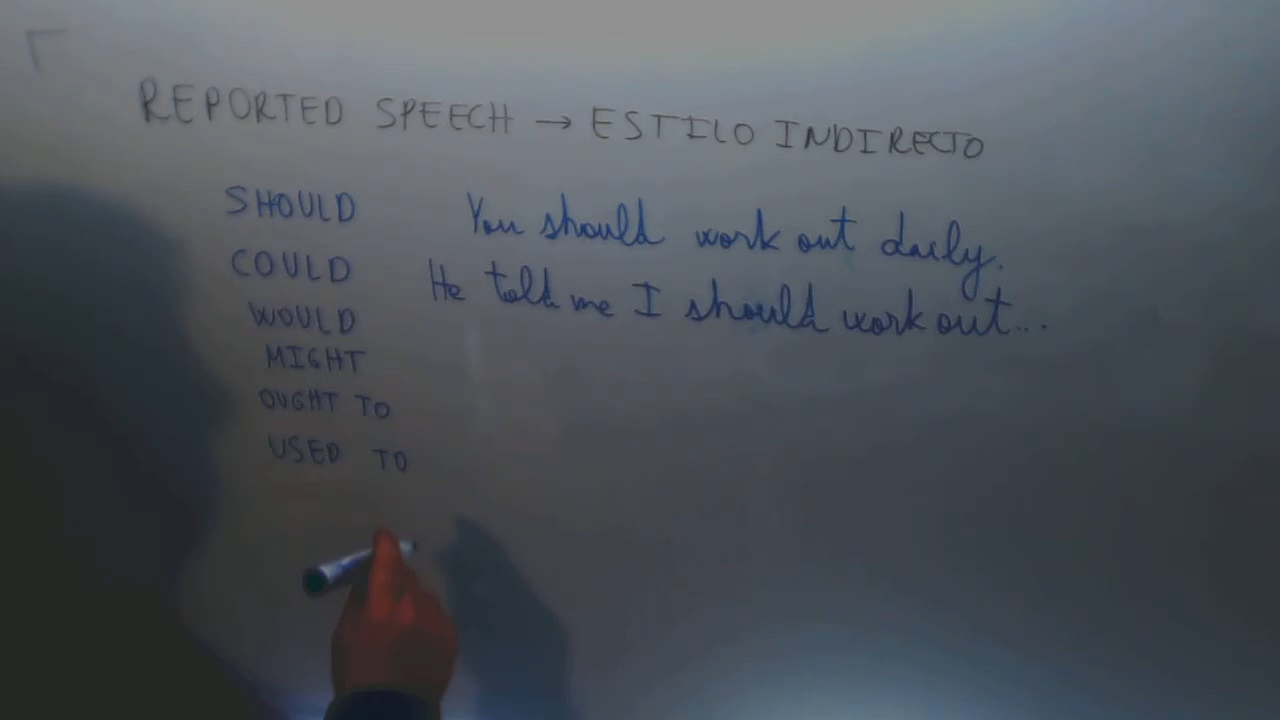 REPORTED SPEECH → ESTILO INDIRECTO
SHOULD
COULD
WOULD
MIGHT
OUGHT TO
USED TO
You should work out daily.
He told me I should work out...